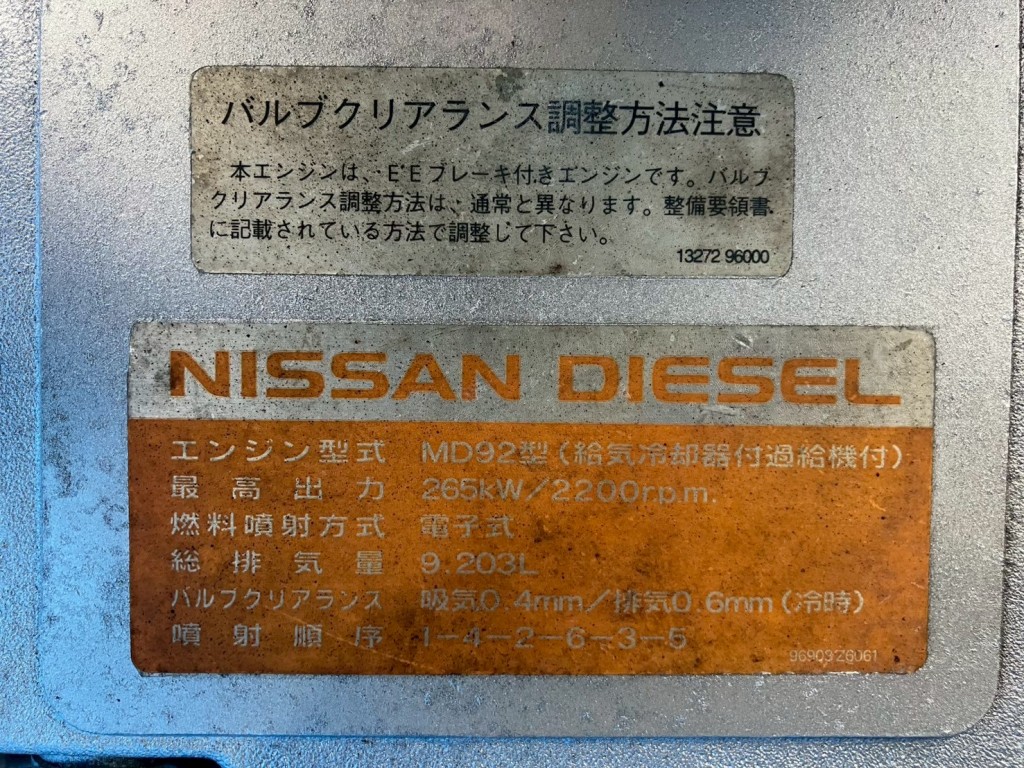 バルブクリアランス調整方法注意
本エンジンは、E・Eブレーキ付きエンジンです。バルブ
クリアランス調整方法は、通常と異なります。整備要領書
に記載されている方法で調整して下さい。
13272 96000
NISSAN DIESEL
エンジン型式 MD92型(給気冷却器付過給機付)
最高出力 265kW/2200r.p.m.
燃料噴射方式 電子式
総排気量 9.203L
バルブクリアランス 吸気0.4mm/排気0.6mm(冷時)
噴射順序 1-4-2-6-3-5
96903Z6061